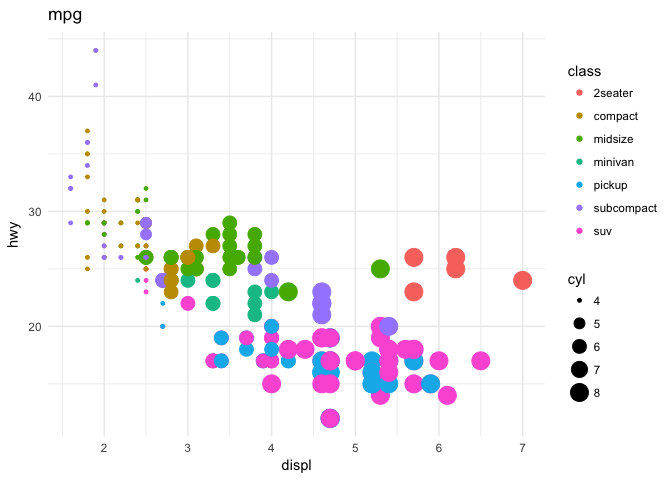 mpg
hwy
40
30
20
2
3
4
5
6
7
displ
class
2seater
compact
midsize
minivan
pickup
subcompact
suv
cyl
4
5
6
7
8